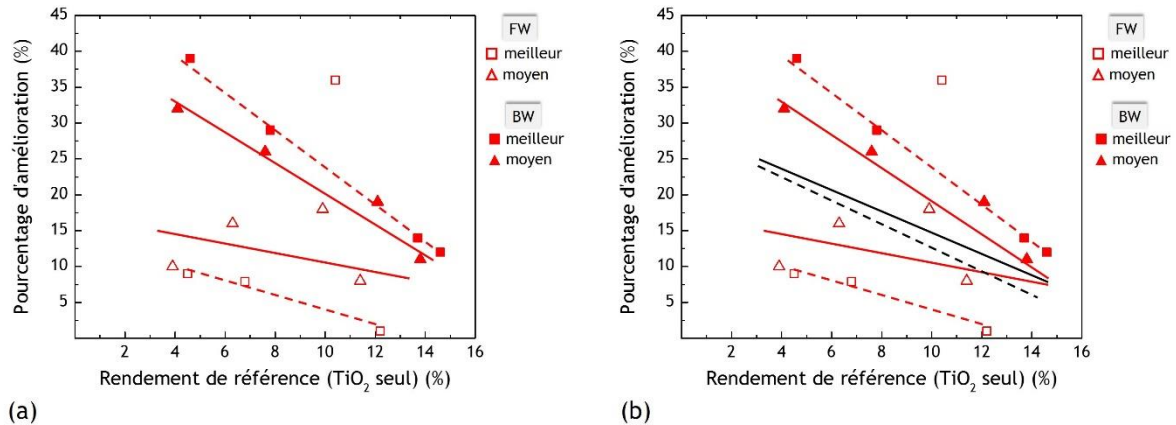 45
40
35
30
25
20
15
10
5
Pourcentage d'amélioration (%)
2 4 6 8 10 12 14 16
Rendement de référence (TiO2 seul) (%)
FW
meilleur
moyen
BW
meilleur
moyen
(a)
45
40
35
30
25
20
15
10
5
Pourcentage d'amélioration (%)
2 4 6 8 10 12 14 16
Rendement de référence (TiO2 seul) (%)
FW
meilleur
moyen
BW
meilleur
moyen
(b)